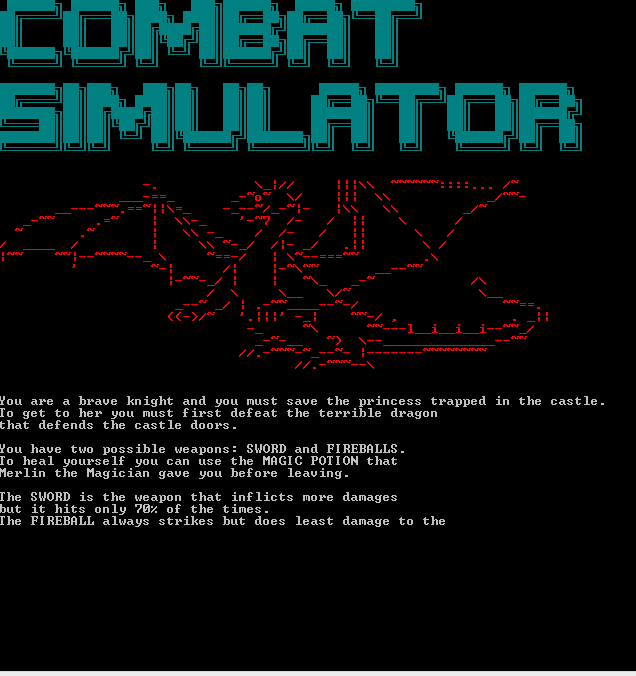 COMBAT
SIMULATOR
You are a brave knight and you must save the princess trapped in the castle.
To get to her you must first defeat the terrible dragon
that defends the castle doors.
You have two possible weapons: SWORD and FIREBALLS.
To heal yourself you can use the MAGIC POTION that
Merlin the Magician gave you before leaving.
The SWORD is the weapon that inflicts more damages
but it hits only 70% of the times.
The FIREBALL always strikes but does least damage to the